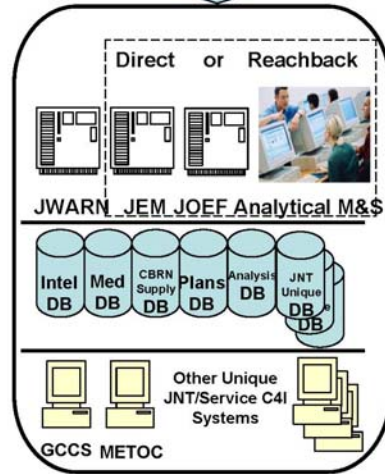 Direct or Reachback
JWARN JEM JOEF Analytical M&S
Intel DB
Med DB
CBRN Supply DB
Plans DB
Analysis DB
JNT Unique DB
DB
GCCS
METOC
Other Unique
JNT/Service C4I
Systems